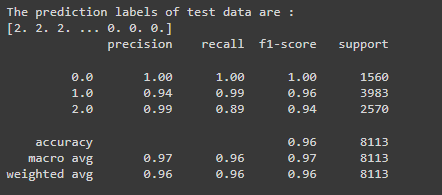 The prediction labels of test data are :
[2. 2. 2. ... 0. 0. 0.]
precision recall f1-score support
0.0 1.00 1.00 1.00 1560
1.0 0.94 0.99 0.96 3983
2.0 0.99 0.89 0.94 2570
accuracy 0.96 8113
macro avg 0.97 0.96 0.97 8113
weighted avg 0.96 0.96 0.96 8113